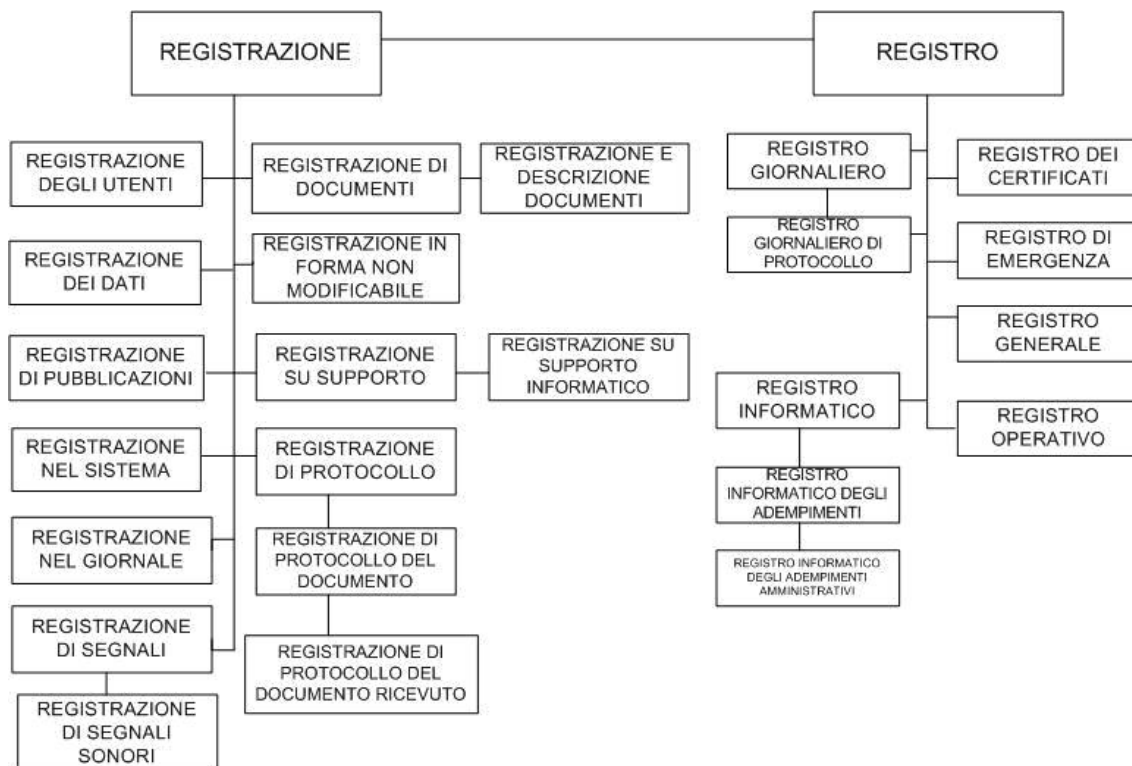 REGISTRAZIONE
REGISTRO
REGISTRAZIONE
DEGLI UTENTI
REGISTRAZIONE DI
DOCUMENTI
REGISTRAZIONE E
DESCRIZIONE
DOCUMENTI
REGISTRAZIONE
DEI DATI
REGISTRAZIONE IN
FORMA NON
MODIFICABILE
REGISTRAZIONE
DI PUBBLICAZIONI
REGISTRAZIONE
SU SUPPORTO
REGISTRAZIONE SU
SUPPORTO
INFORMATICO
REGISTRAZIONE
NEL SISTEMA
REGISTRAZIONE
DI PROTOCOLLO
REGISTRAZIONE
NEL GIORNALE
REGISTRAZIONE DI
PROTOCOLLO DEL
DOCUMENTO
REGISTRAZIONE
DI SEGNALI
REGISTRAZIONE DI
PROTOCOLLO DEL
DOCUMENTO RICEVUTO
REGISTRAZIONE
DI SEGNALI
SONORI
REGISTRO
GIORNALIERO
REGISTRO DEI
CERTIFICATI
REGISTRO
GIORNALIERO DI
PROTOCOLLO
REGISTRO DI
EMERGENZA
REGISTRO
GENERALE
REGISTRO
INFORMATICO
REGISTRO
OPERATIVO
REGISTRO
INFORMATICO DEGLI
ADEMPIMENTI
REGISTRO INFORMATICO
DEGLI ADEMPIMENTI
AMMINISTRATIVI